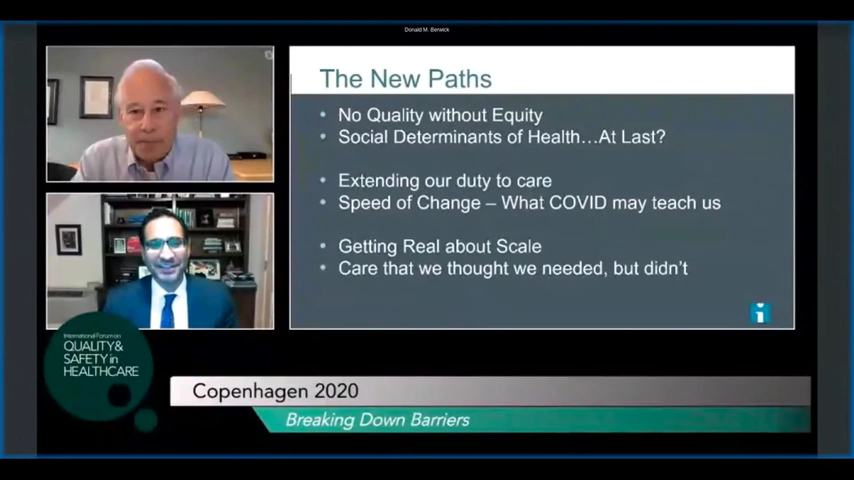 Donald M. Berwick
The New Paths
• No Quality without Equity
• Social Determinants of Health…At Last?
• Extending our duty to care
• Speed of Change – What COVID may teach us
• Getting Real about Scale
• Care that we thought we needed, but didn't
International Forum on
QUALITY&
SAFETY in
HEALTHCARE
Copenhagen 2020
Breaking Down Barriers